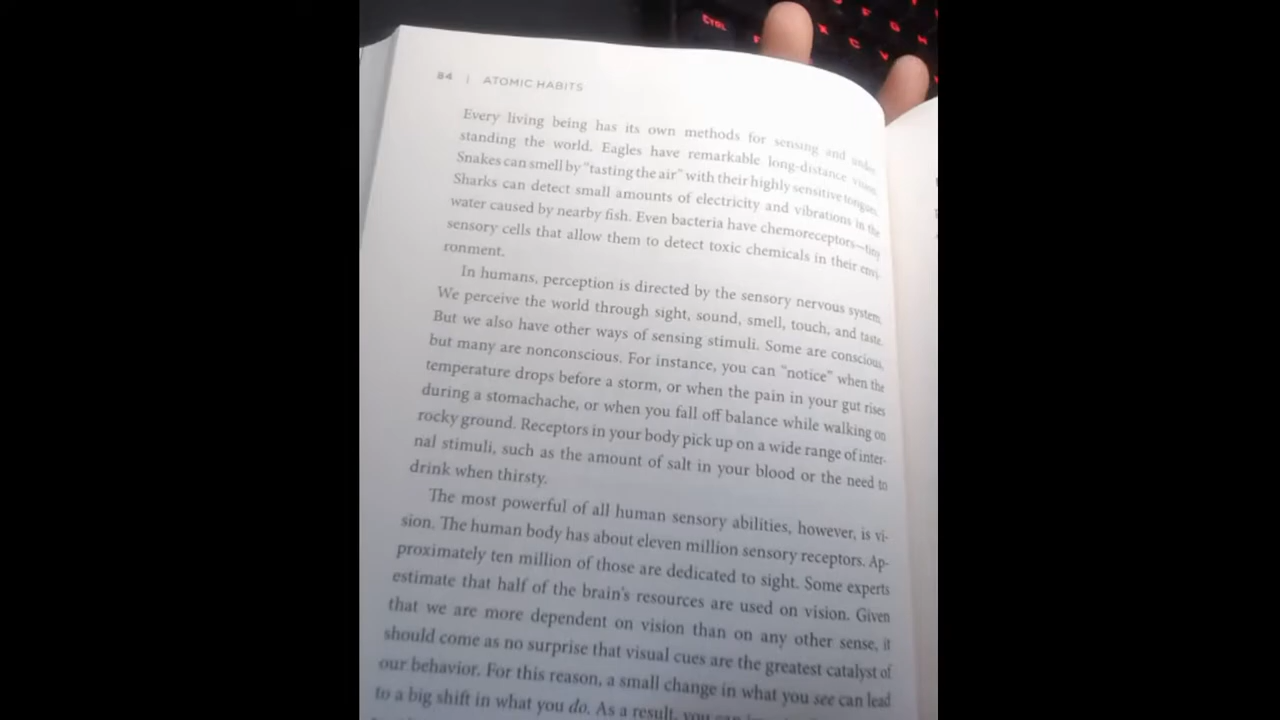 CTRL
X C V
F G H
84 | ATOMIC HABITS
Every living being has its own methods for sensing and under-
standing the world. Eagles have remarkable long-distance vision.
Snakes can smell by “tasting the air” with their highly sensitive tongues.
Sharks can detect small amounts of electricity and vibrations in the
water caused by nearby fish. Even bacteria have chemoreceptors—tiny
sensory cells that allow them to detect toxic chemicals in their envi-
ronment.
In humans, perception is directed by the sensory nervous system.
We perceive the world through sight, sound, smell, touch, and taste.
But we also have other ways of sensing stimuli. Some are conscious,
but many are nonconscious. For instance, you can “notice” when the
temperature drops before a storm, or when the pain in your gut rises
during a stomachache, or when you fall off balance while walking on
rocky ground. Receptors in your body pick up on a wide range of inter-
nal stimuli, such as the amount of salt in your blood or the need to
drink when thirsty.
The most powerful of all human sensory abilities, however, is vi-
sion. The human body has about eleven million sensory receptors. Ap-
proximately ten million of those are dedicated to sight. Some experts
estimate that half of the brain’s resources are used on vision. Given
that we are more dependent on vision than on any other sense, it
should come as no surprise that visual cues are the greatest catalyst of
our behavior. For this reason, a small change in what you see can lead
to a big shift in what you do. As a result, you can